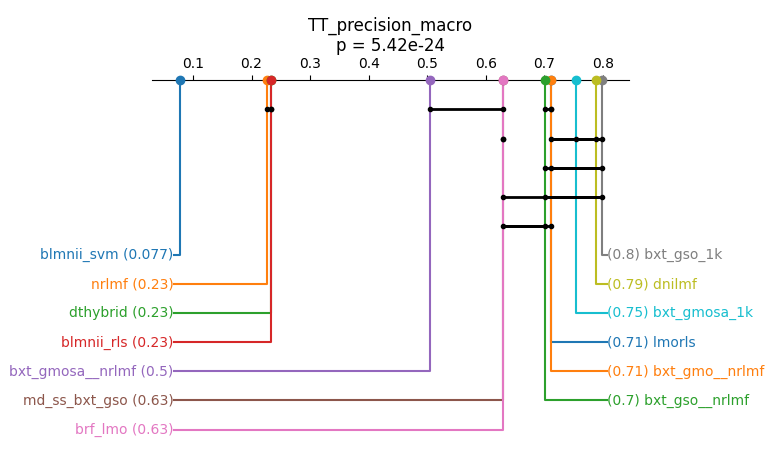 TT_precision_macro
p = 5.42e-24
0.1 0.2 0.3 0.4 0.5 0.6 0.7 0.8
blmnii_svm (0.077)
nrlmf (0.23)
dthybrid (0.23)
blmnii_rls (0.23)
bxt_gmosa__nrlmf (0.5)
md_ss_bxt_gso (0.63)
brf_lmo (0.63)
(0.8) bxt_gso_1k
(0.79) dnilmf
(0.75) bxt_gmosa_1k
(0.71) lmorls
(0.71) bxt_gmo__nrlmf
(0.7) bxt_gso__nrlmf